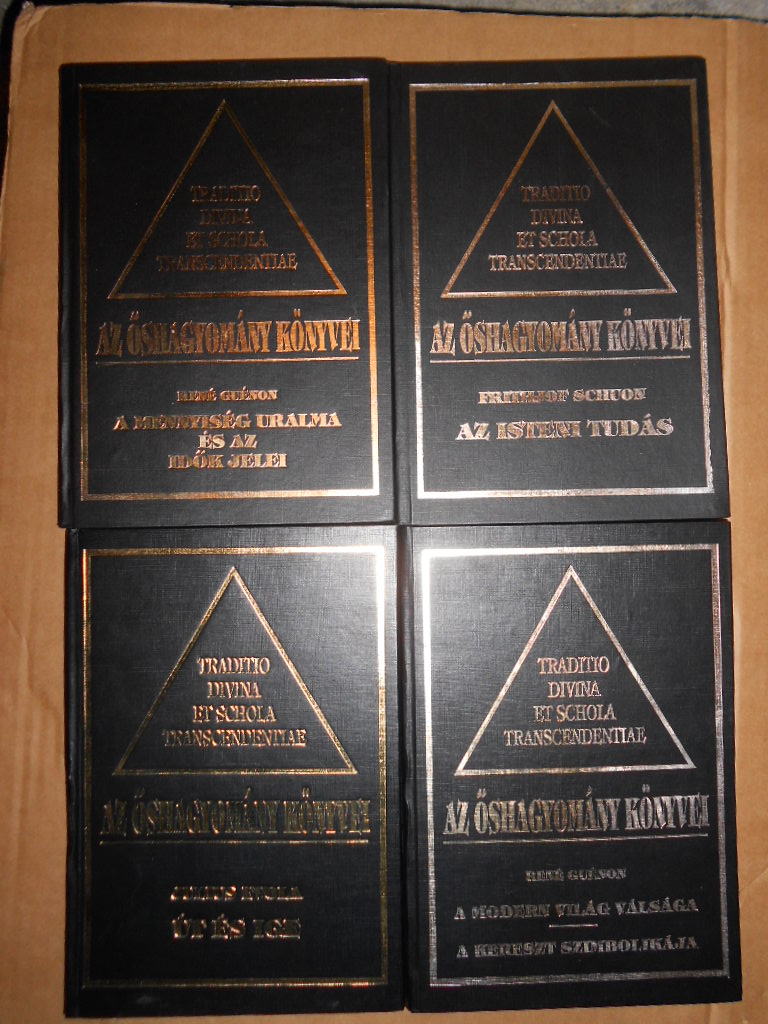 TRADITIO
DIVINA
ET SCHOLA
TRANSCENDENTIAE
AZ ŐSHAGYOMÁNY KÖNYVEI
RENÉ GUÉNON
A MENNYISÉG URALMA
ÉS AZ
IDŐK JELEI
TRADITIO
DIVINA
ET SCHOLA
TRANSCENDENTIAE
AZ ŐSHAGYOMÁNY KÖNYVEI
FRITHJOF SCHUON
AZ ISTENI TUDÁS
TRADITIO
DIVINA
ET SCHOLA
TRANSCENDENTIAE
AZ ŐSHAGYOMÁNY KÖNYVEI
JULIUS EVOLA
ÚT ÉS IGE
TRADITIO
DIVINA
ET SCHOLA
TRANSCENDENTIAE
AZ ŐSHAGYOMÁNY KÖNYVEI
RENÉ GUÉNON
A MODERN VILÁG VÁLSÁGA
A KERESZT SZIMBOLIKÁJA